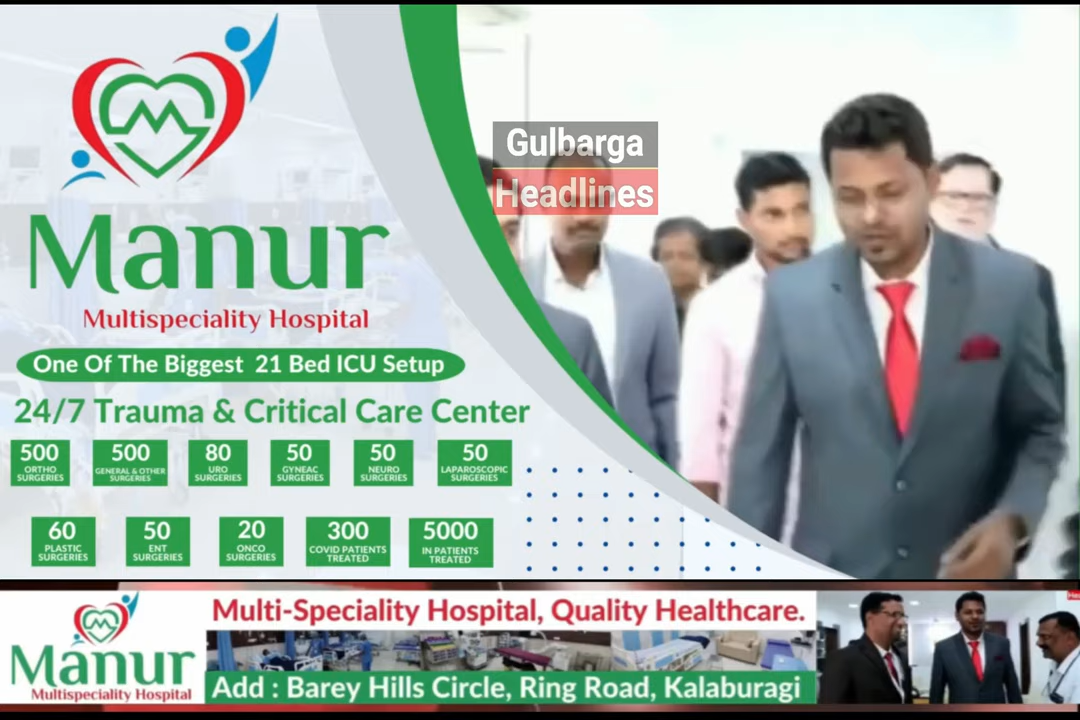 Gulbarga
Headlines
Manur
Multispeciality Hospital
One Of The Biggest 21 Bed ICU Setup
24/7 Trauma & Critical Care Center
500
ORTHO
SURGERIES
500
GENERAL & OTHER
SURGERIES
80
URO
SURGERIES
50
GYNEAC
SURGERIES
50
NEURO
SURGERIES
50
LAPAROSCOPIC
SURGERIES
60
PLASTIC
SURGERIES
50
ENT
SURGERIES
20
ONCO
SURGERIES
300
COVID PATIENTS
TREATED
5000
IN PATIENTS
TREATED
Manur
Multispeciality Hospital
Multi-Speciality Hospital, Quality Healthcare.
Add : Barey Hills Circle, Ring Road, Kalaburagi